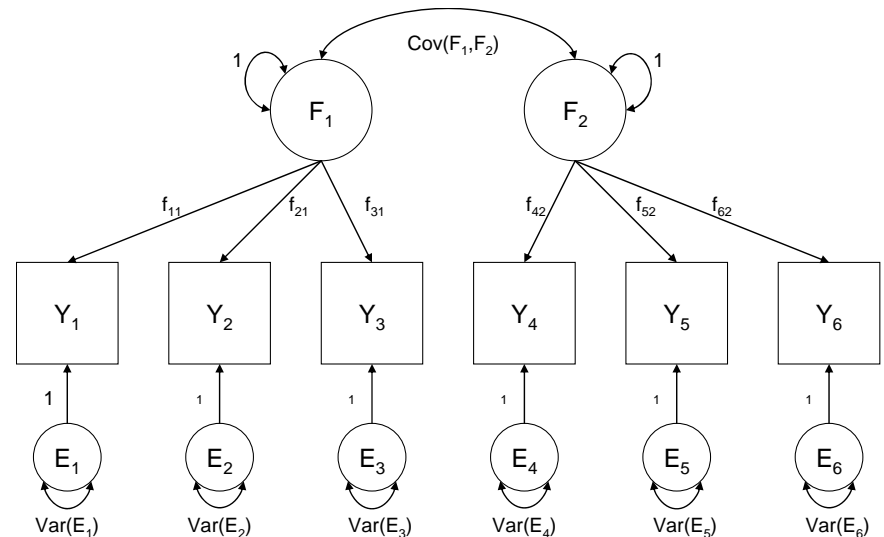 Cov(F₁,F₂)
1
1
F₁
F₂
f₁₁
f₂₁
f₃₁
f₄₂
f₅₂
f₆₂
Y₁
Y₂
Y₃
Y₄
Y₅
Y₆
1
1
1
1
1
1
E₁
E₂
E₃
E₄
E₅
E₆
Var(E₁)
Var(E₂)
Var(E₃)
Var(E₄)
Var(E₅)
Var(E₆)